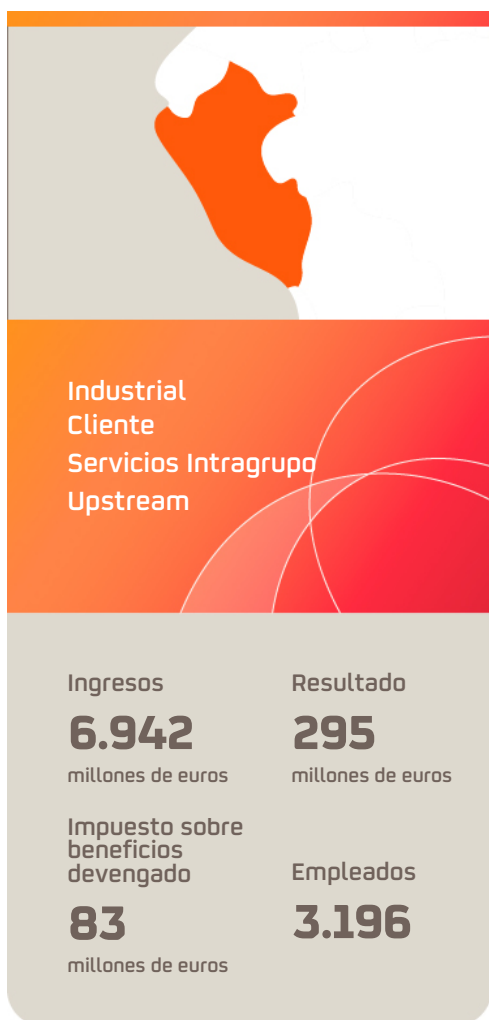 Industrial
Cliente
Servicios Intragrupo
Upstream
Ingresos
6.942
millones de euros
Resultado
295
millones de euros
Impuesto sobre
beneficios
devengado
83
millones de euros
Empleados
3.196